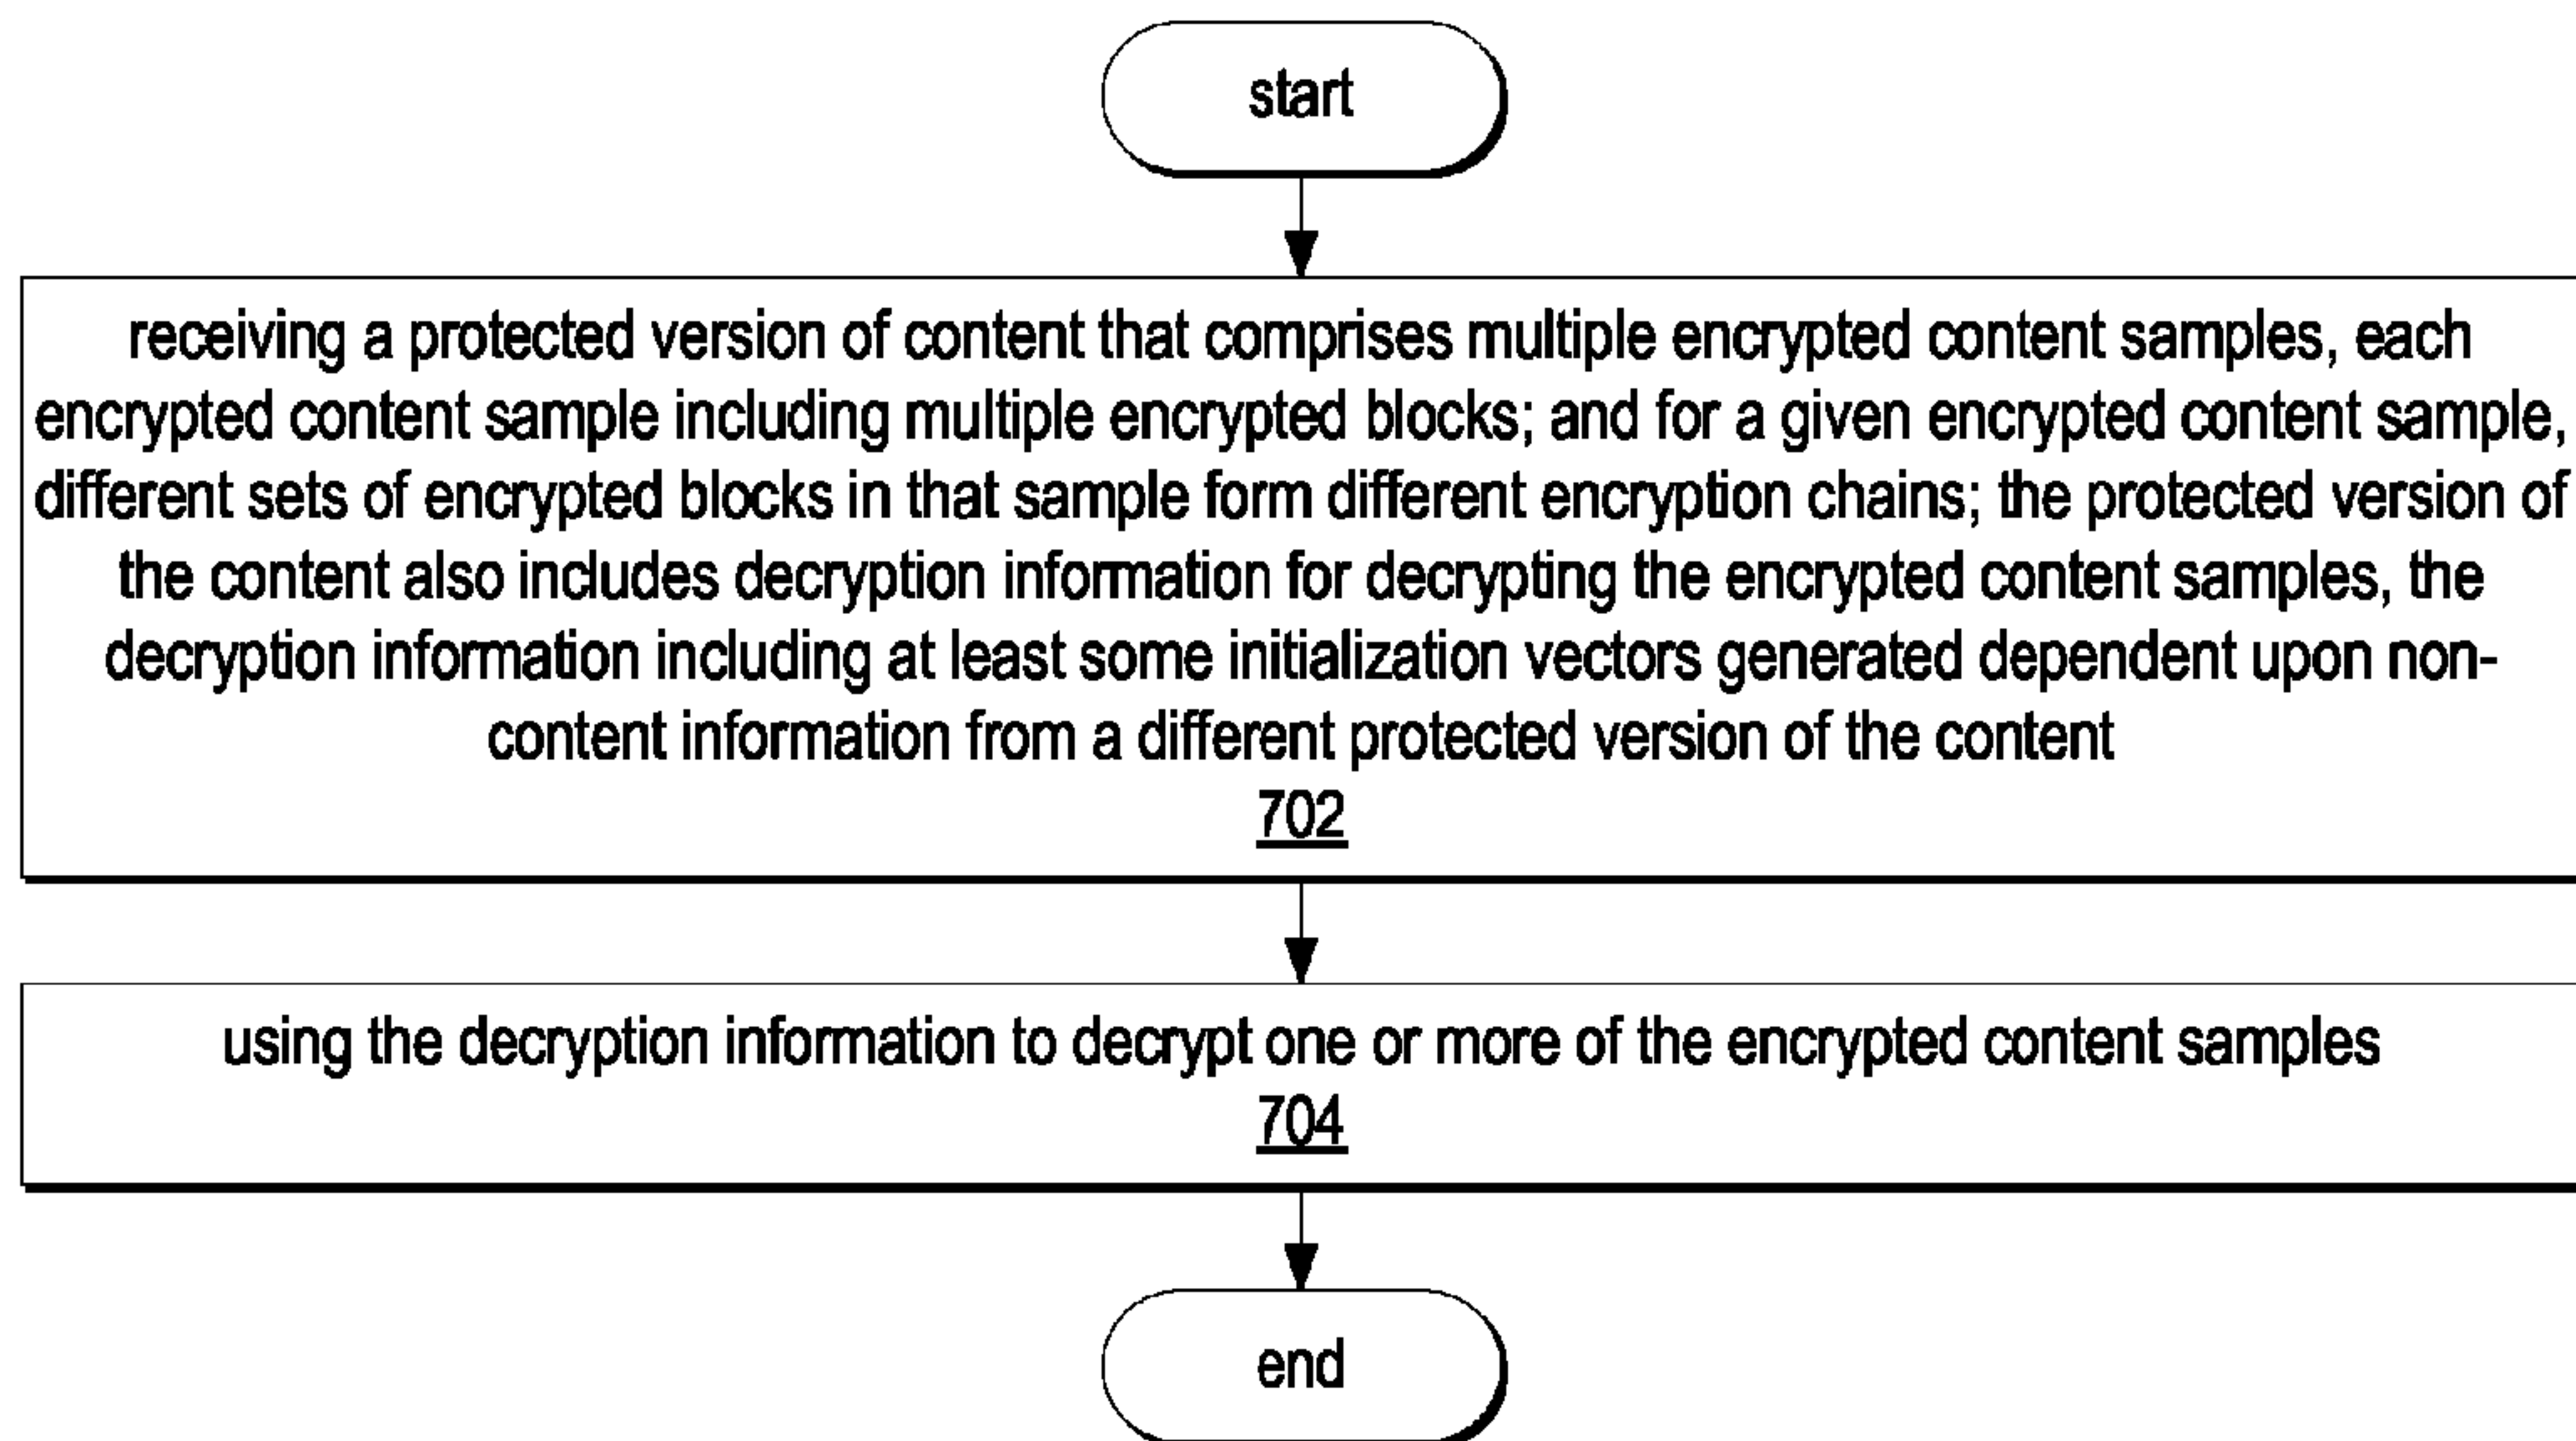 start
receiving a protected version of content that comprises multiple encrypted content samples, each
encrypted content sample including multiple encrypted blocks; and for a given encrypted content sample,
different sets of encrypted blocks in that sample form different encryption chains; the protected version of
the content also includes decryption information for decrypting the encrypted content samples, the
decryption information including at least some initialization vectors generated dependent upon non-
content information from a different protected version of the content
702
using the decryption information to decrypt one or more of the encrypted content samples
704
end